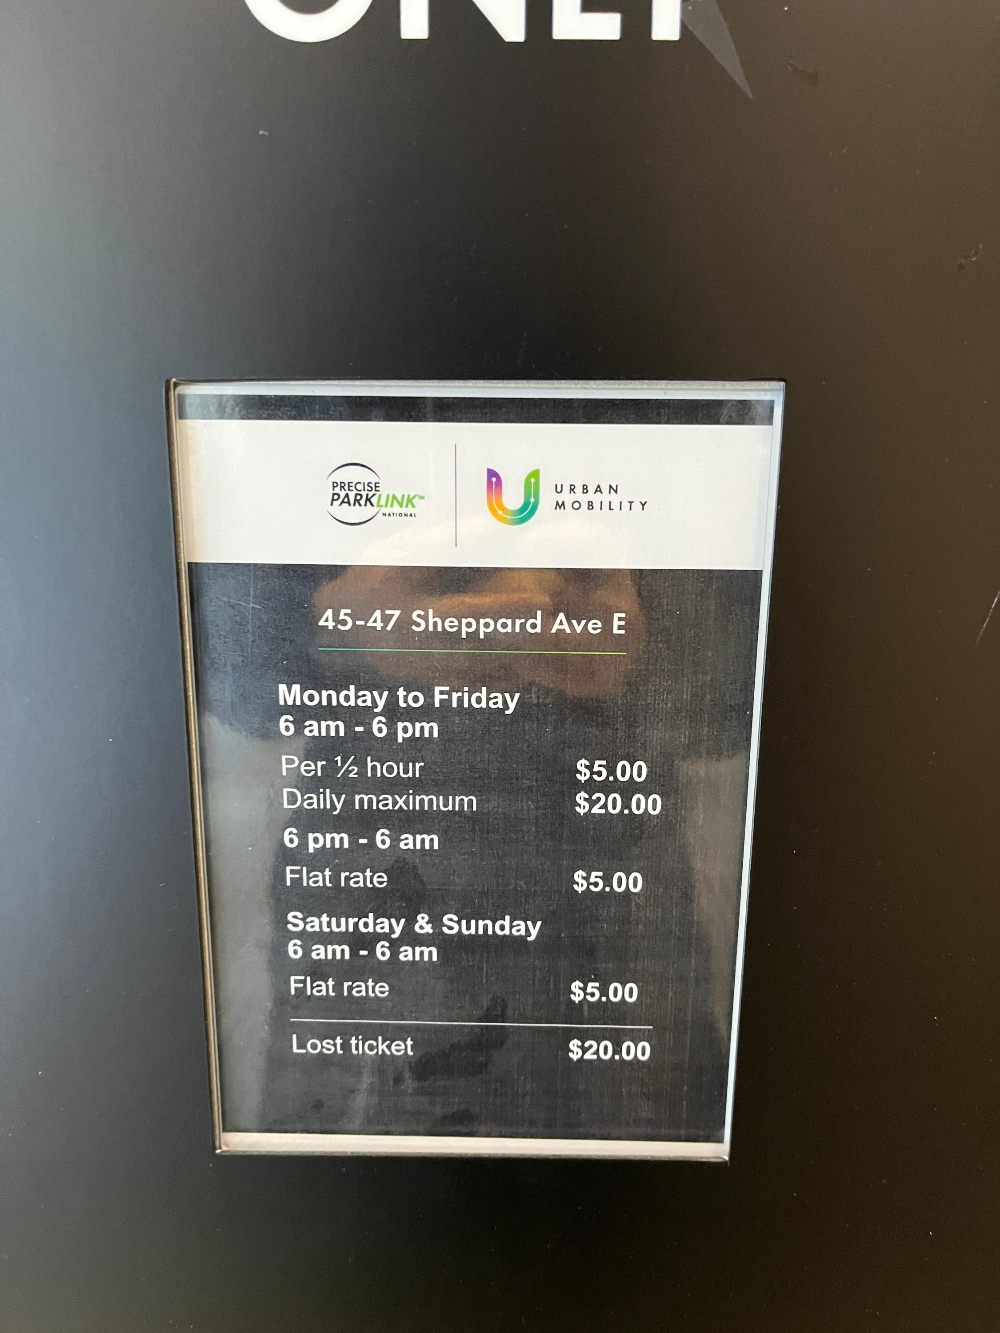 ONLY
PRECISE
PARKLINK™
NATIONAL
URBAN
MOBILITY
45-47 Sheppard Ave E
Monday to Friday
6 am - 6 pm
Per ½ hour $5.00
Daily maximum $20.00
6 pm - 6 am
Flat rate $5.00
Saturday & Sunday
6 am - 6 am
Flat rate $5.00
Lost ticket $20.00